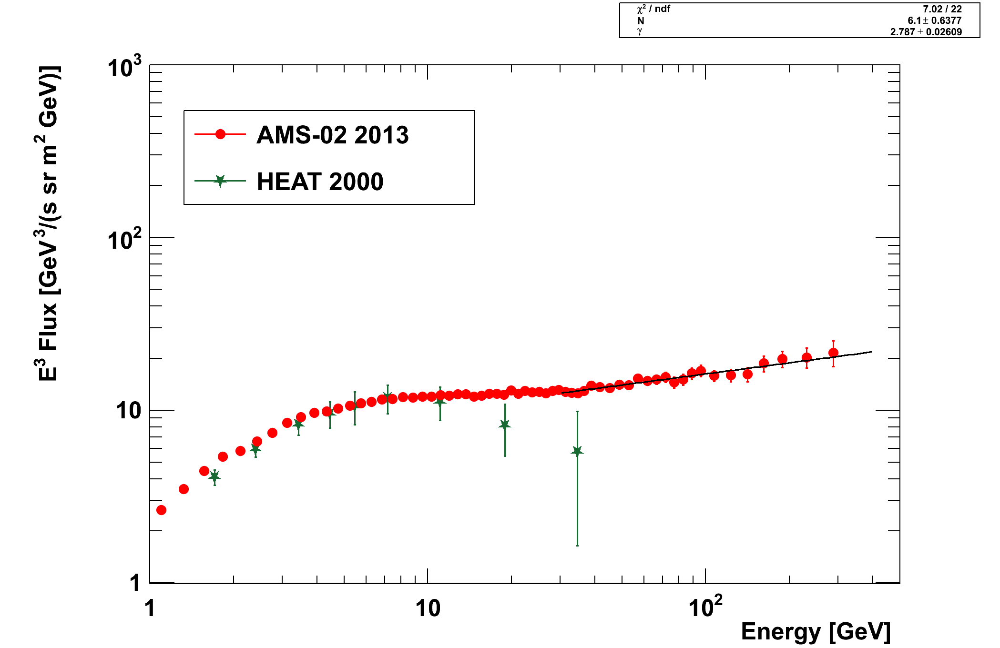 χ² / ndf 7.02 / 22
N 6.1 ± 0.6377
γ 2.787 ± 0.02609
E³ Flux [GeV³/(s sr m² GeV)]
10³
AMS-02 2013
HEAT 2000
10²
10
1
1 10 10²
Energy [GeV]